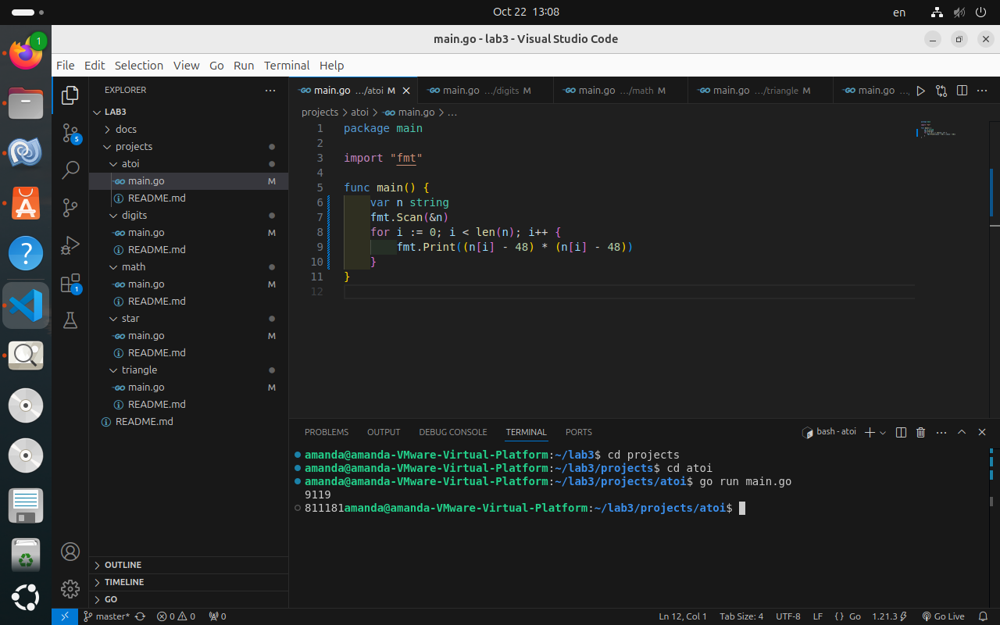 Oct 22 13:08
en
1
main.go - lab3 - Visual Studio Code
File Edit Selection View Go Run Terminal Help
EXPLORER
LAB3
docs
projects
atoi
main.go M
README.md
digits
main.go M
README.md
math
main.go M
README.md
star
main.go M
README.md
triangle
main.go M
README.md
README.md
OUTLINE
TIMELINE
GO
5
1
main.go .../atoi M
main.go .../digits M
main.go .../math M
main.go .../triangle M
main.go .../
projects > atoi > main.go > ...
1 package main
2
3 import "fmt"
4
5 func main() {
6 var n string
7 fmt.Scan(&n)
8 for i := 0; i < len(n); i++ {
9 fmt.Print((n[i] - 48) * (n[i] - 48))
10 }
11 }
12
PROBLEMS OUTPUT DEBUG CONSOLE TERMINAL PORTS
bash - atoi
amanda@amanda-VMware-Virtual-Platform:~/lab3$ cd projects
amanda@amanda-VMware-Virtual-Platform:~/lab3/projects$ cd atoi
amanda@amanda-VMware-Virtual-Platform:~/lab3/projects/atoi$ go run main.go
9119
811181amanda@amanda-VMware-Virtual-Platform:~/lab3/projects/atoi$
master* 0 0 0
Ln 12, Col 1 Tab Size: 4 UTF-8 LF {} Go 1.21.3 Go Live